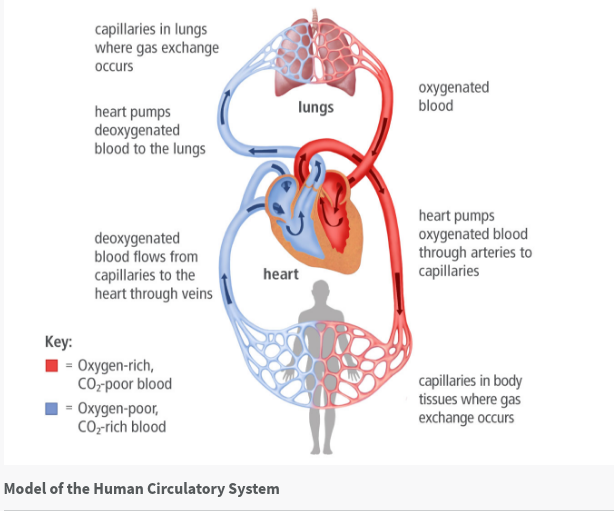 capillaries in lungs
where gas exchange
occurs
oxygenated
blood
lungs
heart pumps
deoxygenated
blood to the lungs
heart pumps
oxygenated blood
through arteries to
capillaries
deoxygenated
blood flows from
capillaries to the
heart through veins
heart
Key:
= Oxygen-rich,
CO₂-poor blood
= Oxygen-poor,
CO₂-rich blood
capillaries in body
tissues where gas
exchange occurs
Model of the Human Circulatory System